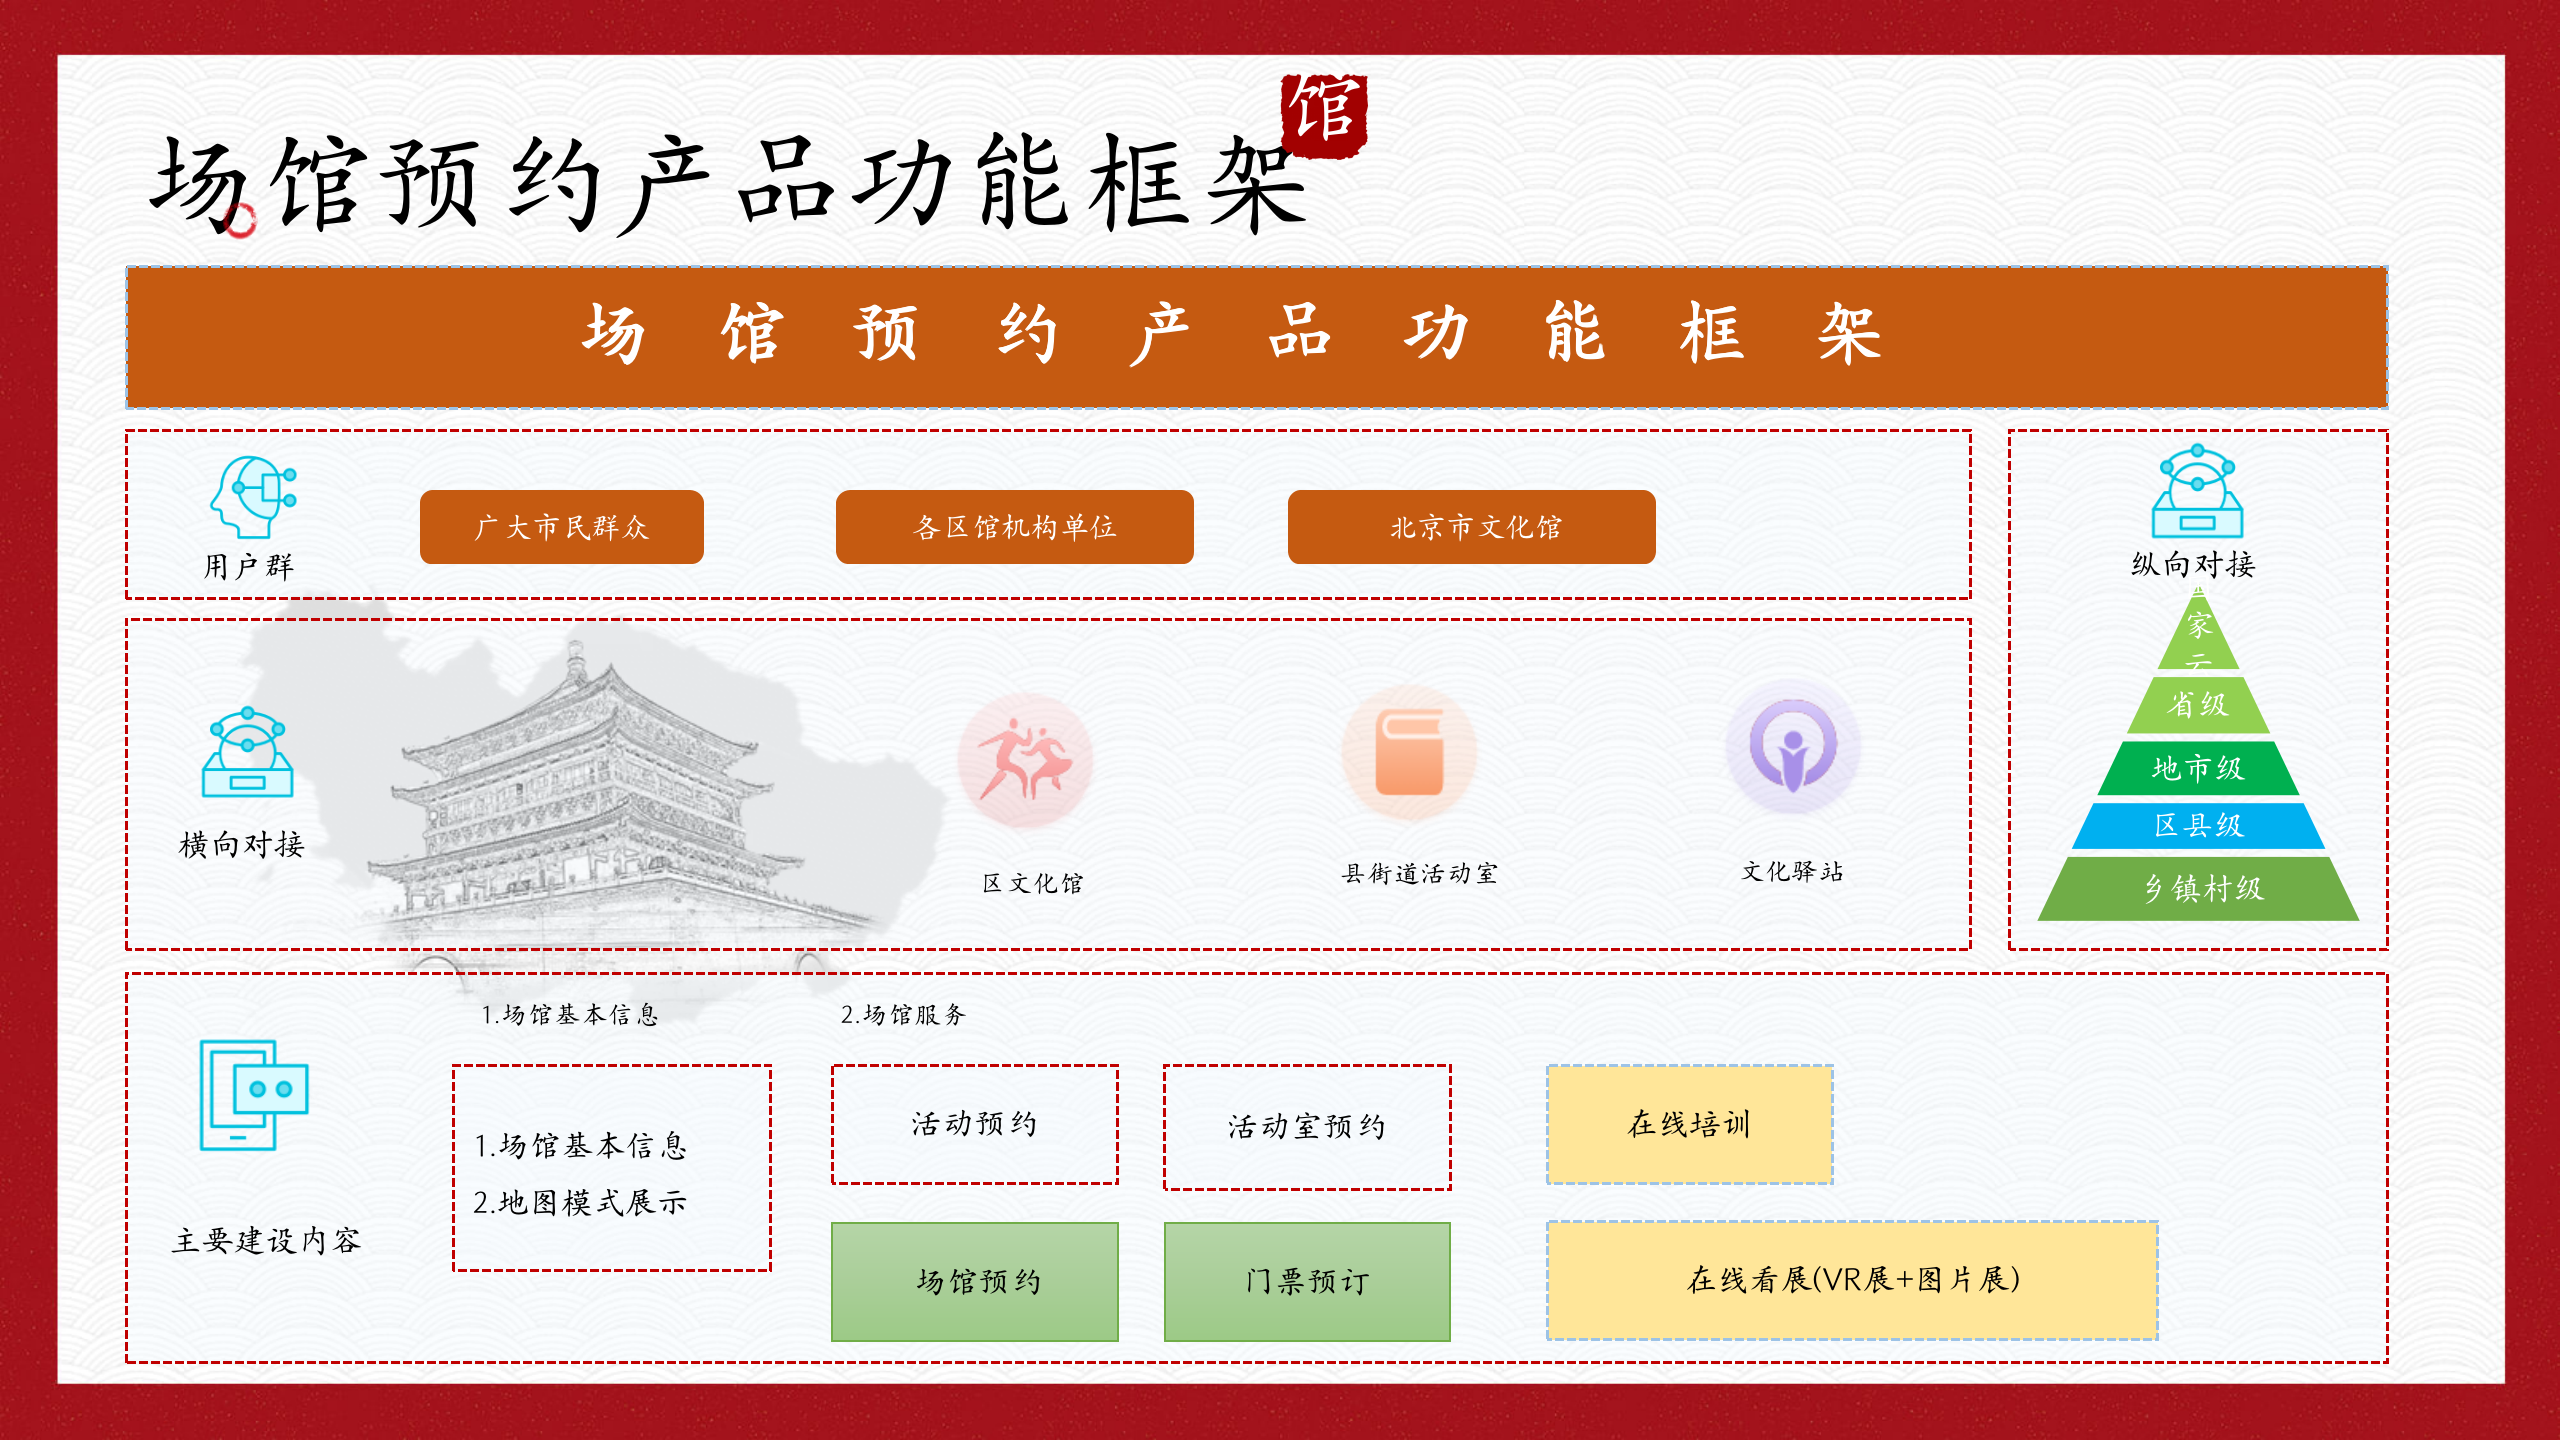 馆
场馆预约产品功能框架
场馆预约产品功能框架
用户群
广大市民群众
各区馆机构单位
北京市文化馆
纵向对接
家
云
省级
地市级
区县级
乡镇村级
横向对接
区文化馆
县街道活动室
文化驿站
主要建设内容
1.场馆基本信息
2.场馆服务
1.场馆基本信息
2.地图模式展示
活动预约
活动室预约
在线培训
场馆预约
门票预订
在线看展(VR展+图片展)